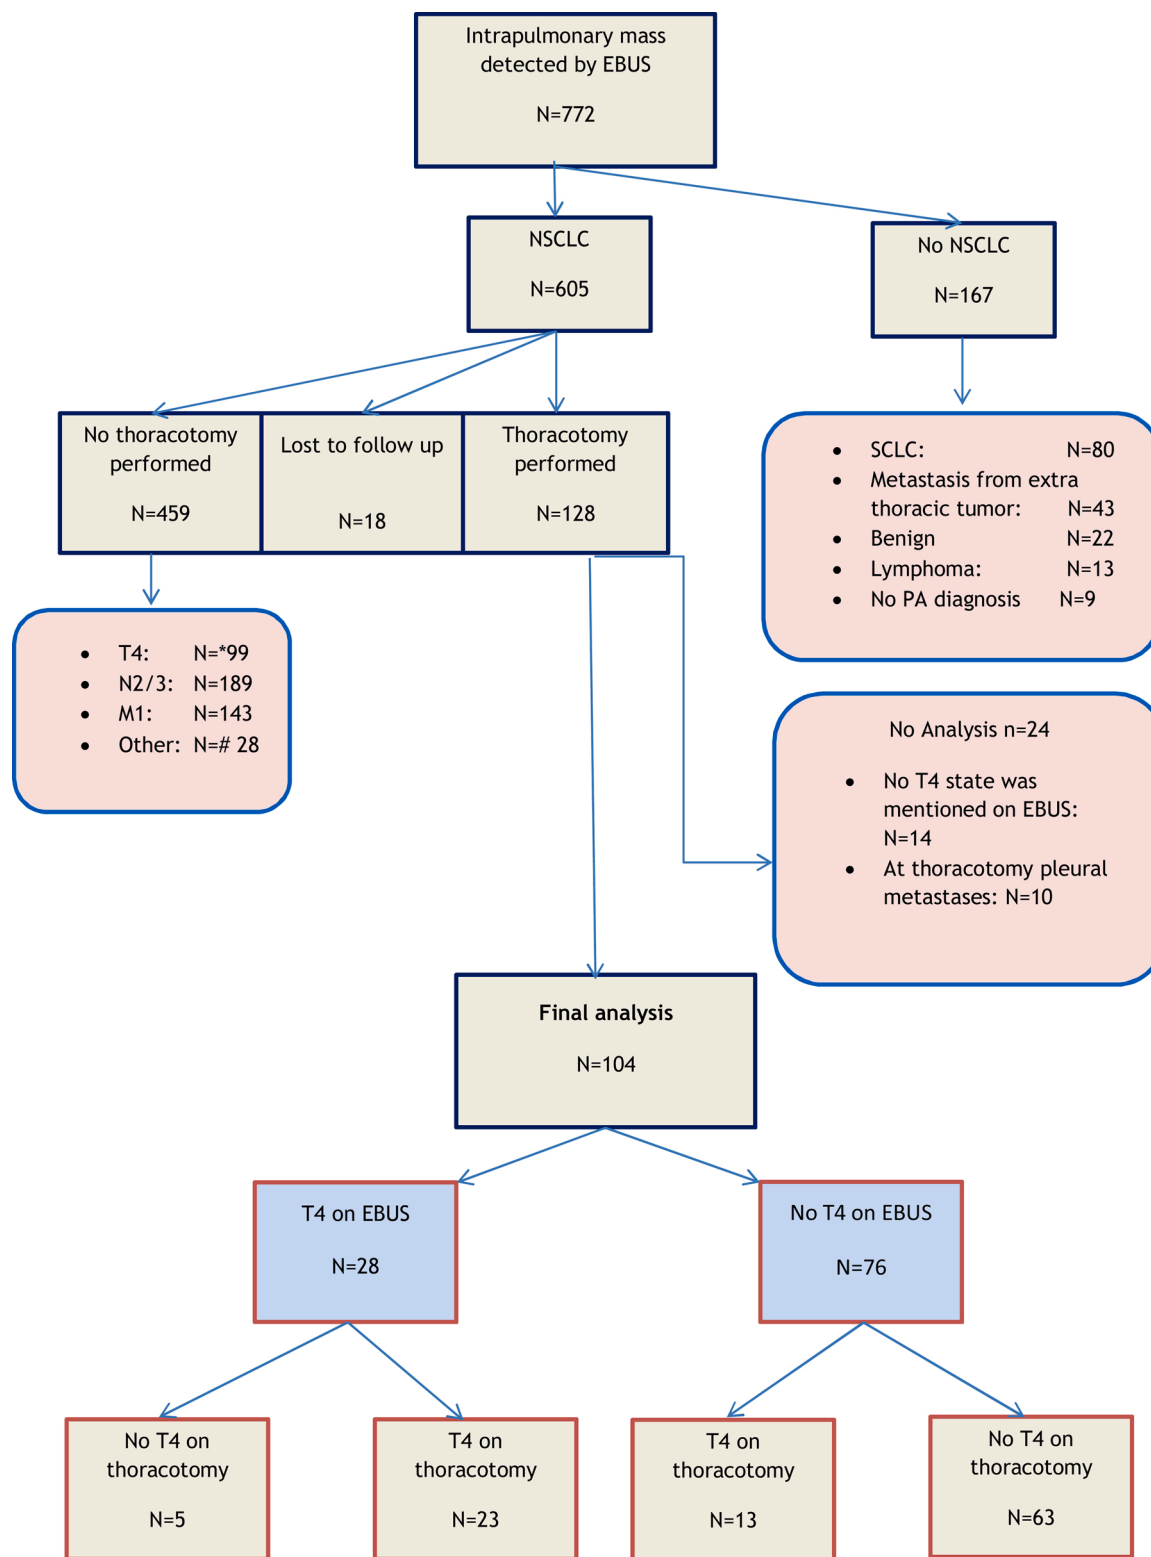 Intrapulmonary mass
detected by EBUS
N=772
NSCLC
N=605
No NSCLC
N=167
No thoracotomy
performed
N=459
Lost to follow up
N=18
Thoracotomy
performed
N=128
• SCLC: N=80
• Metastasis from extra
thoracic tumor: N=43
• Benign N=22
• Lymphoma: N=13
• No PA diagnosis N=9
• T4: N=*99
• N2/3: N=189
• M1: N=143
• Other: N=# 28
No Analysis n=24
• No T4 state was
mentioned on EBUS:
N=14
• At thoracotomy pleural
metastases: N=10
Final analysis
N=104
T4 on EBUS
N=28
No T4 on EBUS
N=76
No T4 on
thoracotomy
N=5
T4 on
thoracotomy
N=23
T4 on
thoracotomy
N=13
No T4 on
thoracotomy
N=63